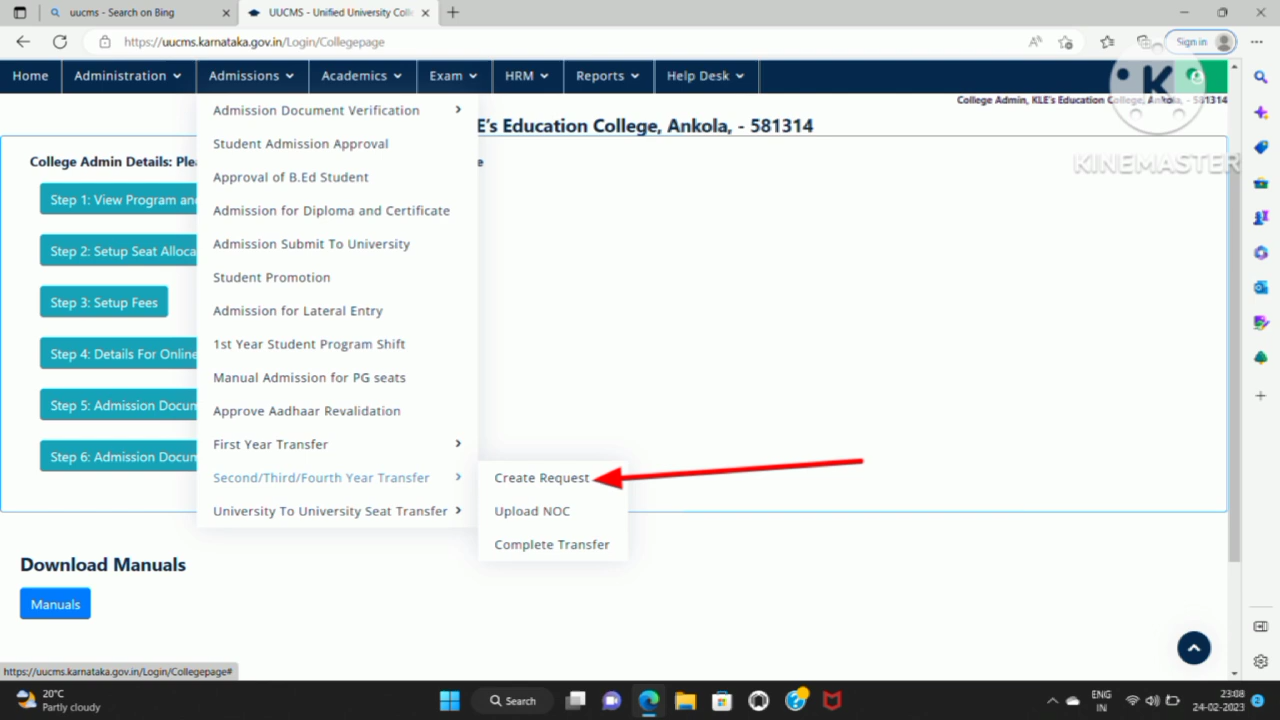 uucms - Search on Bing
UUCMS - Unified University Coll
https://uucms.karnataka.gov.in/Login/Collegepage
Sign in
Home Administration Admissions Academics Exam HRM Reports Help Desk
K
College Admin, KLE's Education College, Ankola, - 581314
E's Education College, Ankola, - 581314
KINEMASTER
College Admin Details: Plea
e
Step 1: View Program and
Step 2: Setup Seat Alloca
Step 3: Setup Fees
Step 4: Details For Online
Step 5: Admission Docum
Step 6: Admission Docum
Admission Document Verification
Student Admission Approval
Approval of B.Ed Student
Admission for Diploma and Certificate
Admission Submit To University
Student Promotion
Admission for Lateral Entry
1st Year Student Program Shift
Manual Admission for PG seats
Approve Aadhaar Revalidation
First Year Transfer
Second/Third/Fourth Year Transfer
University To University Seat Transfer
Create Request
Upload NOC
Complete Transfer
Download Manuals
Manuals
https://uucms.karnataka.gov.in/Login/Collegepage#
20°C
Partly cloudy
Search
ENG
IN
23:08
24-02-2023